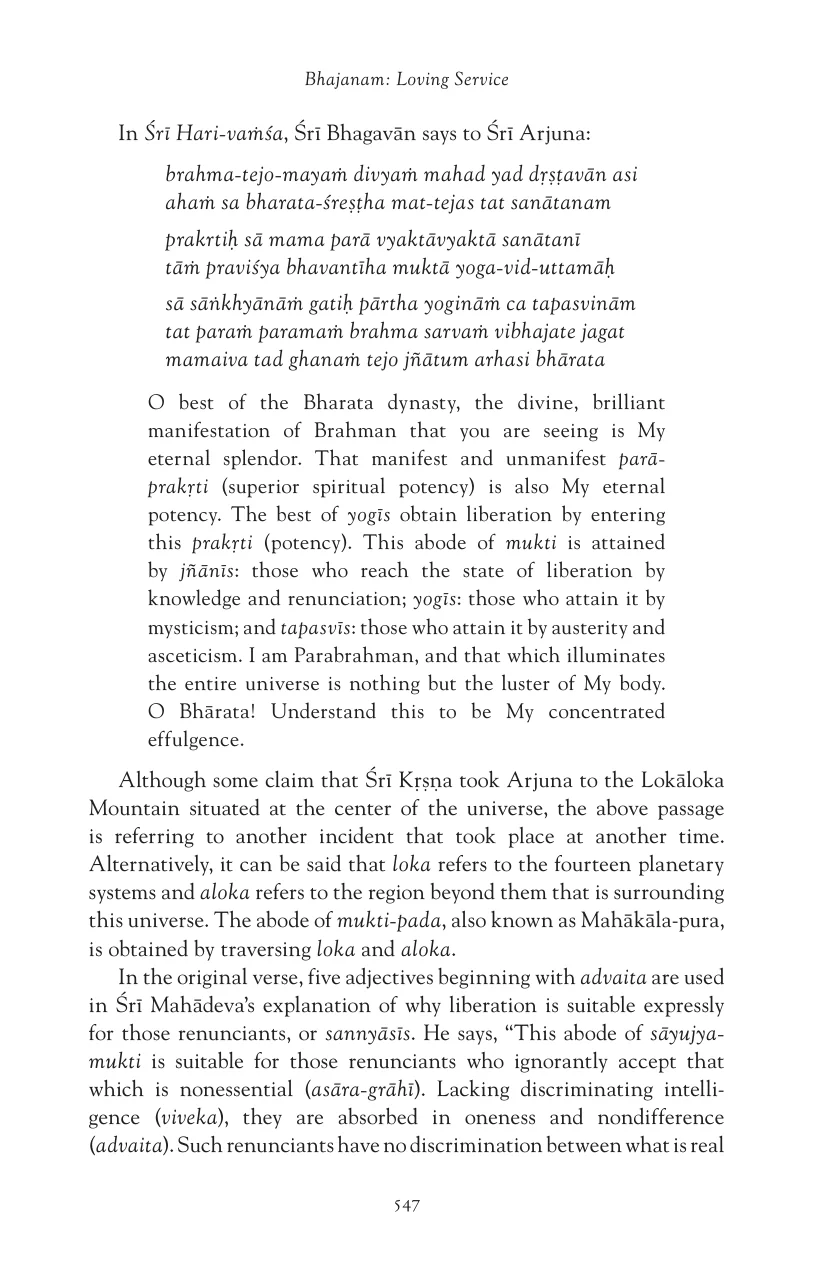 Bhajanam: Loving Service
In Śrī Hari-vaṁśa, Śrī Bhagavān says to Śrī Arjuna:
brahma-tejo-mayaṁ divyaṁ mahad yad dṛṣṭavān asi
ahaṁ sa bharata-śreṣṭha mat-tejas tat sanātanam
prakrtiḥ sā mama parā vyaktāvyaktā sanātanī
tāṁ praviśya bhavantīha muktā yoga-vid-uttamāḥ
sā sāṅkhyānāṁ gatiḥ pārtha yogināṁ ca tapasvinām
tat paraṁ paramaṁ brahma sarvaṁ vibhajate jagat
mamaiva tad ghanaṁ tejo jñātum arhasi bhārata
O best of the Bharata dynasty, the divine, brilliant
manifestation of Brahman that you are seeing is My
eternal splendor. That manifest and unmanifest parā-
prakṛti (superior spiritual potency) is also My eternal
potency. The best of yogīs obtain liberation by entering
this prakṛti (potency). This abode of mukti is attained
by jñānīs: those who reach the state of liberation by
knowledge and renunciation; yogīs: those who attain it by
mysticism; and tapasvīs: those who attain it by austerity and
asceticism. I am Parabrahman, and that which illuminates
the entire universe is nothing but the luster of My body.
O Bhārata! Understand this to be My concentrated
effulgence.
Although some claim that Śrī Kṛṣṇa took Arjuna to the Lokāloka
Mountain situated at the center of the universe, the above passage
is referring to another incident that took place at another time.
Alternatively, it can be said that loka refers to the fourteen planetary
systems and aloka refers to the region beyond them that is surrounding
this universe. The abode of mukti-pada, also known as Mahākāla-pura,
is obtained by traversing loka and aloka.
In the original verse, five adjectives beginning with advaita are used
in Śrī Mahādeva's explanation of why liberation is suitable expressly
for those renunciants, or sannyāsīs. He says, “This abode of sāyujya-
mukti is suitable for those renunciants who ignorantly accept that
which is nonessential (asāra-grāhī). Lacking discriminating intelli-
gence (viveka), they are absorbed in oneness and nondifference
(advaita). Such renunciants have no discrimination between what is real
547